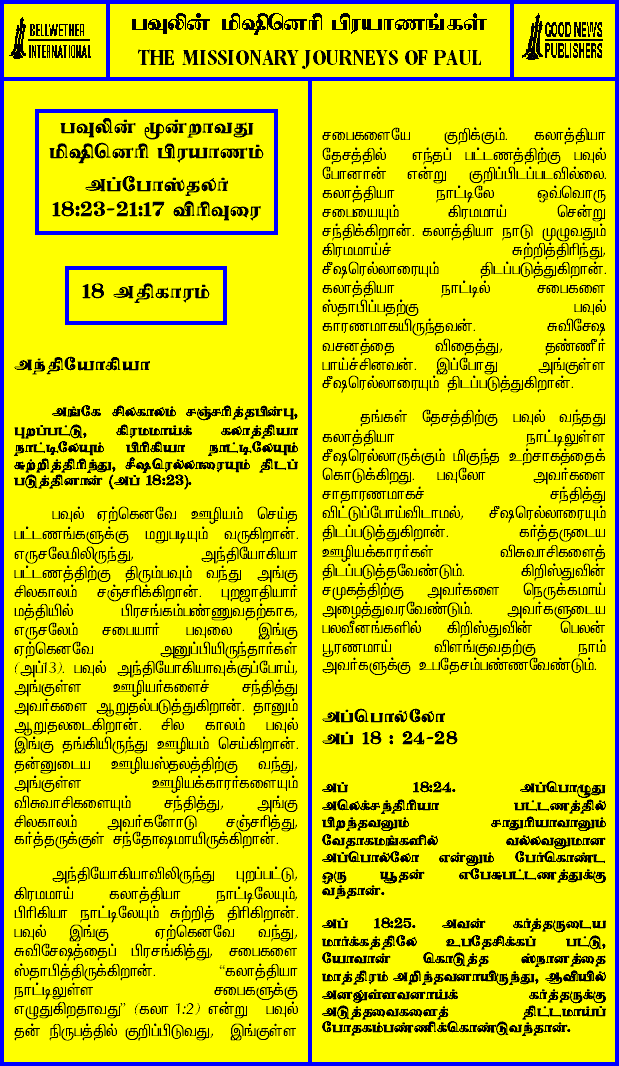 BELLWETHER
INTERNATIONAL
பவுலின் மிஷினெரி பிரயாணங்கள்
THE MISSIONARY JOURNEYS OF PAUL
GOOD NEWS
PUBLISHERS
பவுலின் மூன்றாவது
மிஷினெரி பிரயாணம்
அப்போஸ்தலர்
18:23-21:17 விரிவுரை
18 அதிகாரம்
அந்தியோகியா
அங்கே சிலகாலம் சஞ்சரித்தபின்பு,
புறப்பட்டு, கிரமமாய்க் கலாத்தியா
நாட்டிலேயும் பிரிகியா நாட்டிலேயும்
சுற்றித்திரிந்து, சீஷரெல்லாரையும் திடப்
படுத்தினான் (அப் 18:23).
பவுல் ஏற்கெனவே ஊழியம் செய்த
பட்டணங்களுக்கு மறுபடியும் வருகிறான்.
எருசலேமிலிருந்து, அந்தியோகியா
பட்டணத்திற்கு திரும்பவும் வந்து அங்கு
சிலகாலம் சஞ்சரிக்கிறான். புறஜாதியார்
மத்தியில் பிரசங்கம்பண்ணுவதற்காக,
எருசலேம் சபையார் பவுலை இங்கு
ஏற்கெனவே அனுப்பியிருந்தார்கள்
(அப்13). பவுல் அந்தியோகியாவுக்குப்போய்,
அங்குள்ள ஊழியர்களைச் சந்தித்து
அவர்களை ஆறுதல்படுத்துகிறான். தானும்
ஆறுதலடைகிறான். சில காலம் பவுல்
இங்கு தங்கியிருந்து ஊழியம் செய்கிறான்.
தன்னுடைய ஊழியஸ்தலத்திற்கு வந்து,
அங்குள்ள ஊழியக்காரர்களையும்
விசுவாசிகளையும் சந்தித்து, அங்கு
சிலகாலம் அவர்களோடு சஞ்சரித்து,
கர்த்தருக்குள் சந்தோஷமாயிருக்கிறான்.
அந்தியோகியாவிலிருந்து புறப்பட்டு,
கிரமமாய் கலாத்தியா நாட்டிலேயும்,
பிரிகியா நாட்டிலேயும் சுற்றித் திரிகிறான்.
பவுல் இங்கு ஏற்கெனவே வந்து,
சுவிசேஷத்தைப் பிரசங்கித்து, சபைகளை
ஸ்தாபித்திருக்கிறான். "கலாத்தியா
நாட்டிலுள்ள சபைகளுக்கு
எழுதுகிறதாவது" (கலா 1:2) என்று பவுல்
தன் நிருபத்தில் குறிப்பிடுவது, இங்குள்ள
சபைகளையே குறிக்கும். கலாத்தியா
தேசத்தில் எந்தப் பட்டணத்திற்கு பவுல்
போனான் என்று குறிப்பிடப்படவில்லை.
கலாத்தியா நாட்டிலே ஒவ்வொரு
சபையையும் கிரமமாய் சென்று
சந்திக்கிறான். கலாத்தியா நாடு முழுவதும்
கிரமமாய்ச் சுற்றித்திரிந்து,
சீஷரெல்லாரையும் திடப்படுத்துகிறான்.
கலாத்தியா நாட்டில் சபைகளை
ஸ்தாபிப்பதற்கு பவுல்
காரணமாகயிருந்தவன். சுவிசேஷ
வசனத்தை விதைத்து, தண்ணீர்
பாய்ச்சினவன். இப்போது அங்குள்ள
சீஷரெல்லாரையும் திடப்படுத்துகிறான்.
தங்கள் தேசத்திற்கு பவுல் வந்தது
கலாத்தியா நாட்டிலுள்ள
சீஷரெல்லாருக்கும் மிகுந்த உற்சாகத்தைக்
கொடுக்கிறது. பவுலோ அவர்களை
சாதாரணமாகச் சந்தித்து
விட்டுப்போய்விடாமல், சீஷரெல்லாரையும்
திடப்படுத்துகிறான். கர்த்தருடைய
ஊழியக்காரர்கள் விசுவாசிகளைத்
திடப்படுத்தவேண்டும். கிறிஸ்துவின்
சமுகத்திற்கு அவர்களை நெருக்கமாய்
அழைத்துவரவேண்டும். அவர்களுடைய
பலவீனங்களில் கிறிஸ்துவின் பெலன்
பூரணமாய் விளங்குவதற்கு நாம்
அவர்களுக்கு உபதேசம்பண்ணவேண்டும்.
அப்பொல்லோ
அப் 18 : 24-28
அப் 18:24. அப்பொழுது
அலெக்சந்திரியா பட்டணத்தில்
பிறந்தவனும் சாதுரியவானும்
வேதாகமங்களில் வல்லவனுமான
அப்பொல்லோ என்னும் பேர்கொண்ட
ஒரு யூதன் எபேசுபட்டணத்துக்கு
வந்தான்.
அப் 18:25. அவன் கர்த்தருடைய
மார்க்கத்திலே உபதேசிக்கப் பட்டு,
யோவான் கொடுத்த ஸ்நானத்தை
மாத்திரம் அறிந்தவனாயிருந்து, ஆவியில்
அனலுள்ளவனாய்க் கர்த்தருக்கு
அடுத்தவைகளைத் திட்டமாய்ப்
போதகம்பண்ணிக்கொண்டுவந்தான்.